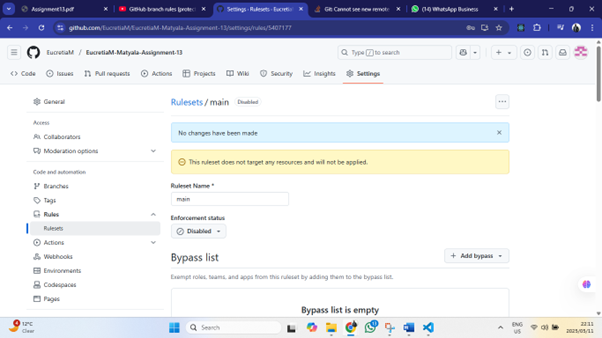 Assignment13.pdf
GitHub branch rules (protect
Settings · Rulesets · EucretiaM
Git: Cannot see new remote
(14) WhatsApp Business
github.com/EucretiaM/EucretiaM-Matyala-Assignment-13/settings/rules/5407177
EucretiaM / EucretiaM-Matyala-Assignment-13
Type / to search
Code
Issues
Pull requests
Actions
Projects
Wiki
Security
Insights
Settings
General
Access
Collaborators
Moderation options
Code and automation
Branches
Tags
Rules
Rulesets
Actions
Webhooks
Environments
Codespaces
Pages
Rulesets / main
Disabled
No changes have been made
This ruleset does not target any resources and will not be applied.
Ruleset Name *
main
Enforcement status
Disabled
Bypass list
+ Add bypass
Exempt roles, teams, and apps from this ruleset by adding them to the bypass list.
Bypass list is empty
12°C
Clear
Search
ENG
US
22:11
2025/05/11